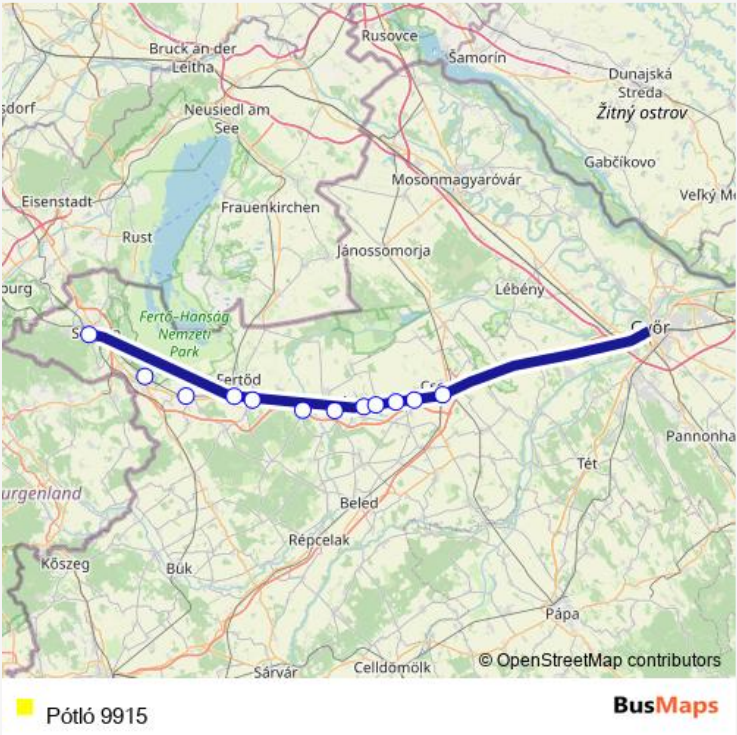 Rusovce
Bruck an der
Leitha
Šamorín
Dunajská
Streda
Žitný ostrov
sdorf
Neusiedl am
See
Gabčíkovo
Mosonmagyaróvár
Eisenstadt
Frauenkirchen
Veľký M
Rust
Jánossomorja
burg
Lébény
Fertő-Hanság
Nemzeti
Park
Győr
Fertőd
Pannonha
Tét
urgenland
Beled
Répcelak
Kőszeg
Bük
Pápa
Sárvár
Celldömölk
© OpenStreetMap contributors
Pótló 9915
BusMaps